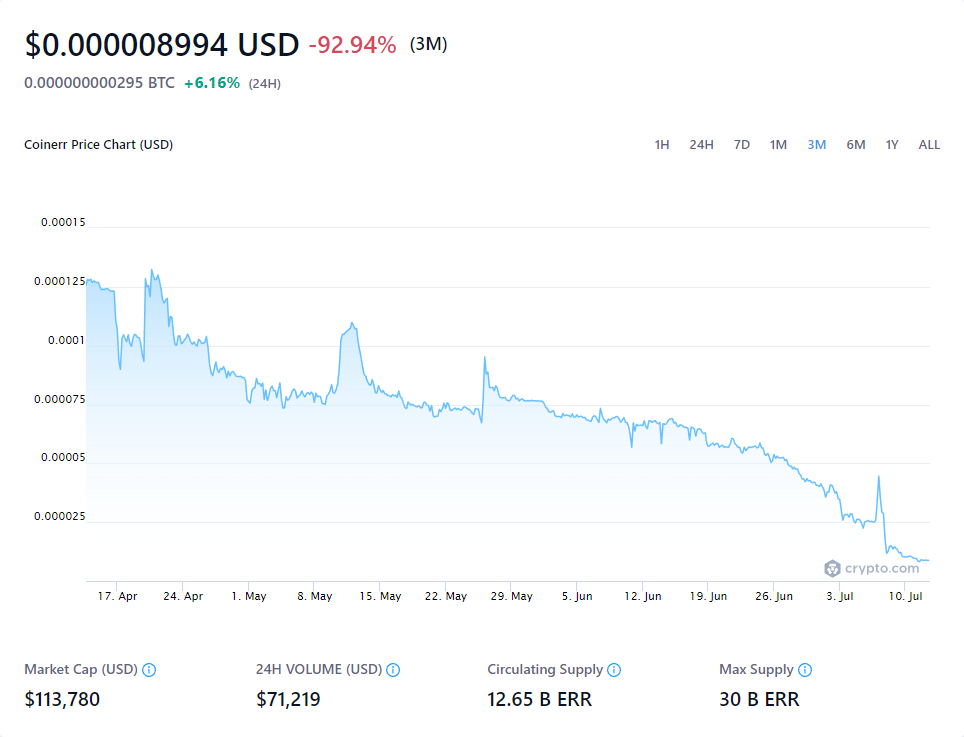 $0.000008994 USD -92.94% (3M)
0.000000000295 BTC +6.16% (24H)
Coinerr Price Chart (USD) 1H 24H 7D 1M 3M 6M 1Y ALL
0.00015
0.000125
0.0001
0.000075
0.00005
0.000025
crypto.com
17. Apr 24. Apr 1. May 8. May 15. May 22. May 29. May 5. Jun 12. Jun 19. Jun 26. Jun 3. Jul 10. Jul
Market Cap (USD) 24H VOLUME (USD) Circulating Supply Max Supply
$113,780 $71,219 12.65 B ERR 30 B ERR